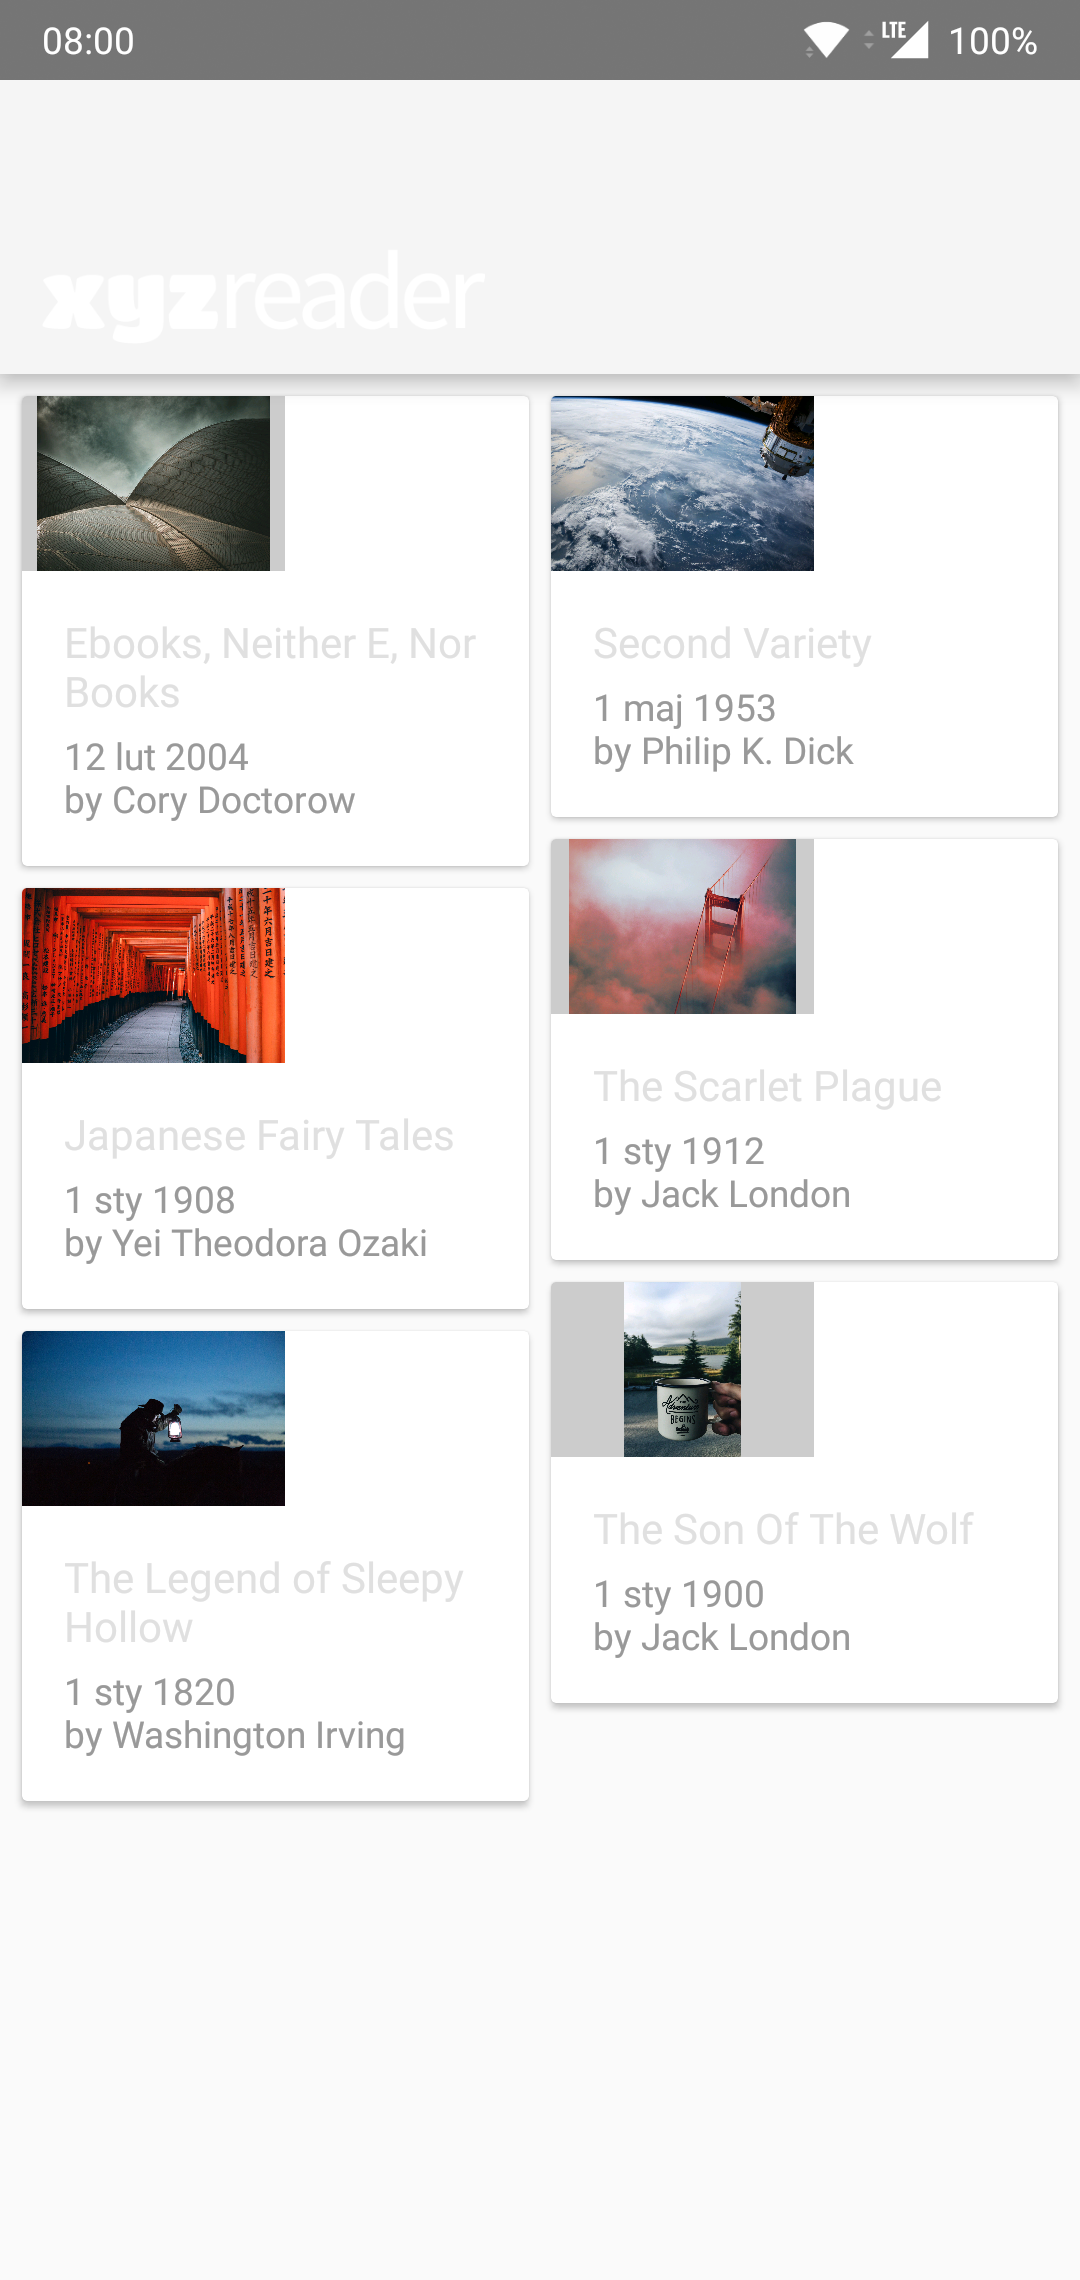 08:00
LTE 100%
xyzreader
Ebooks, Neither E, Nor
Books
12 lut 2004
by Cory Doctorow
Second Variety
1 maj 1953
by Philip K. Dick
Japanese Fairy Tales
1 sty 1908
by Yei Theodora Ozaki
The Scarlet Plague
1 sty 1912
by Jack London
The Legend of Sleepy
Hollow
1 sty 1820
by Washington Irving
Adventure
BEGINS
The Son Of The Wolf
1 sty 1900
by Jack London